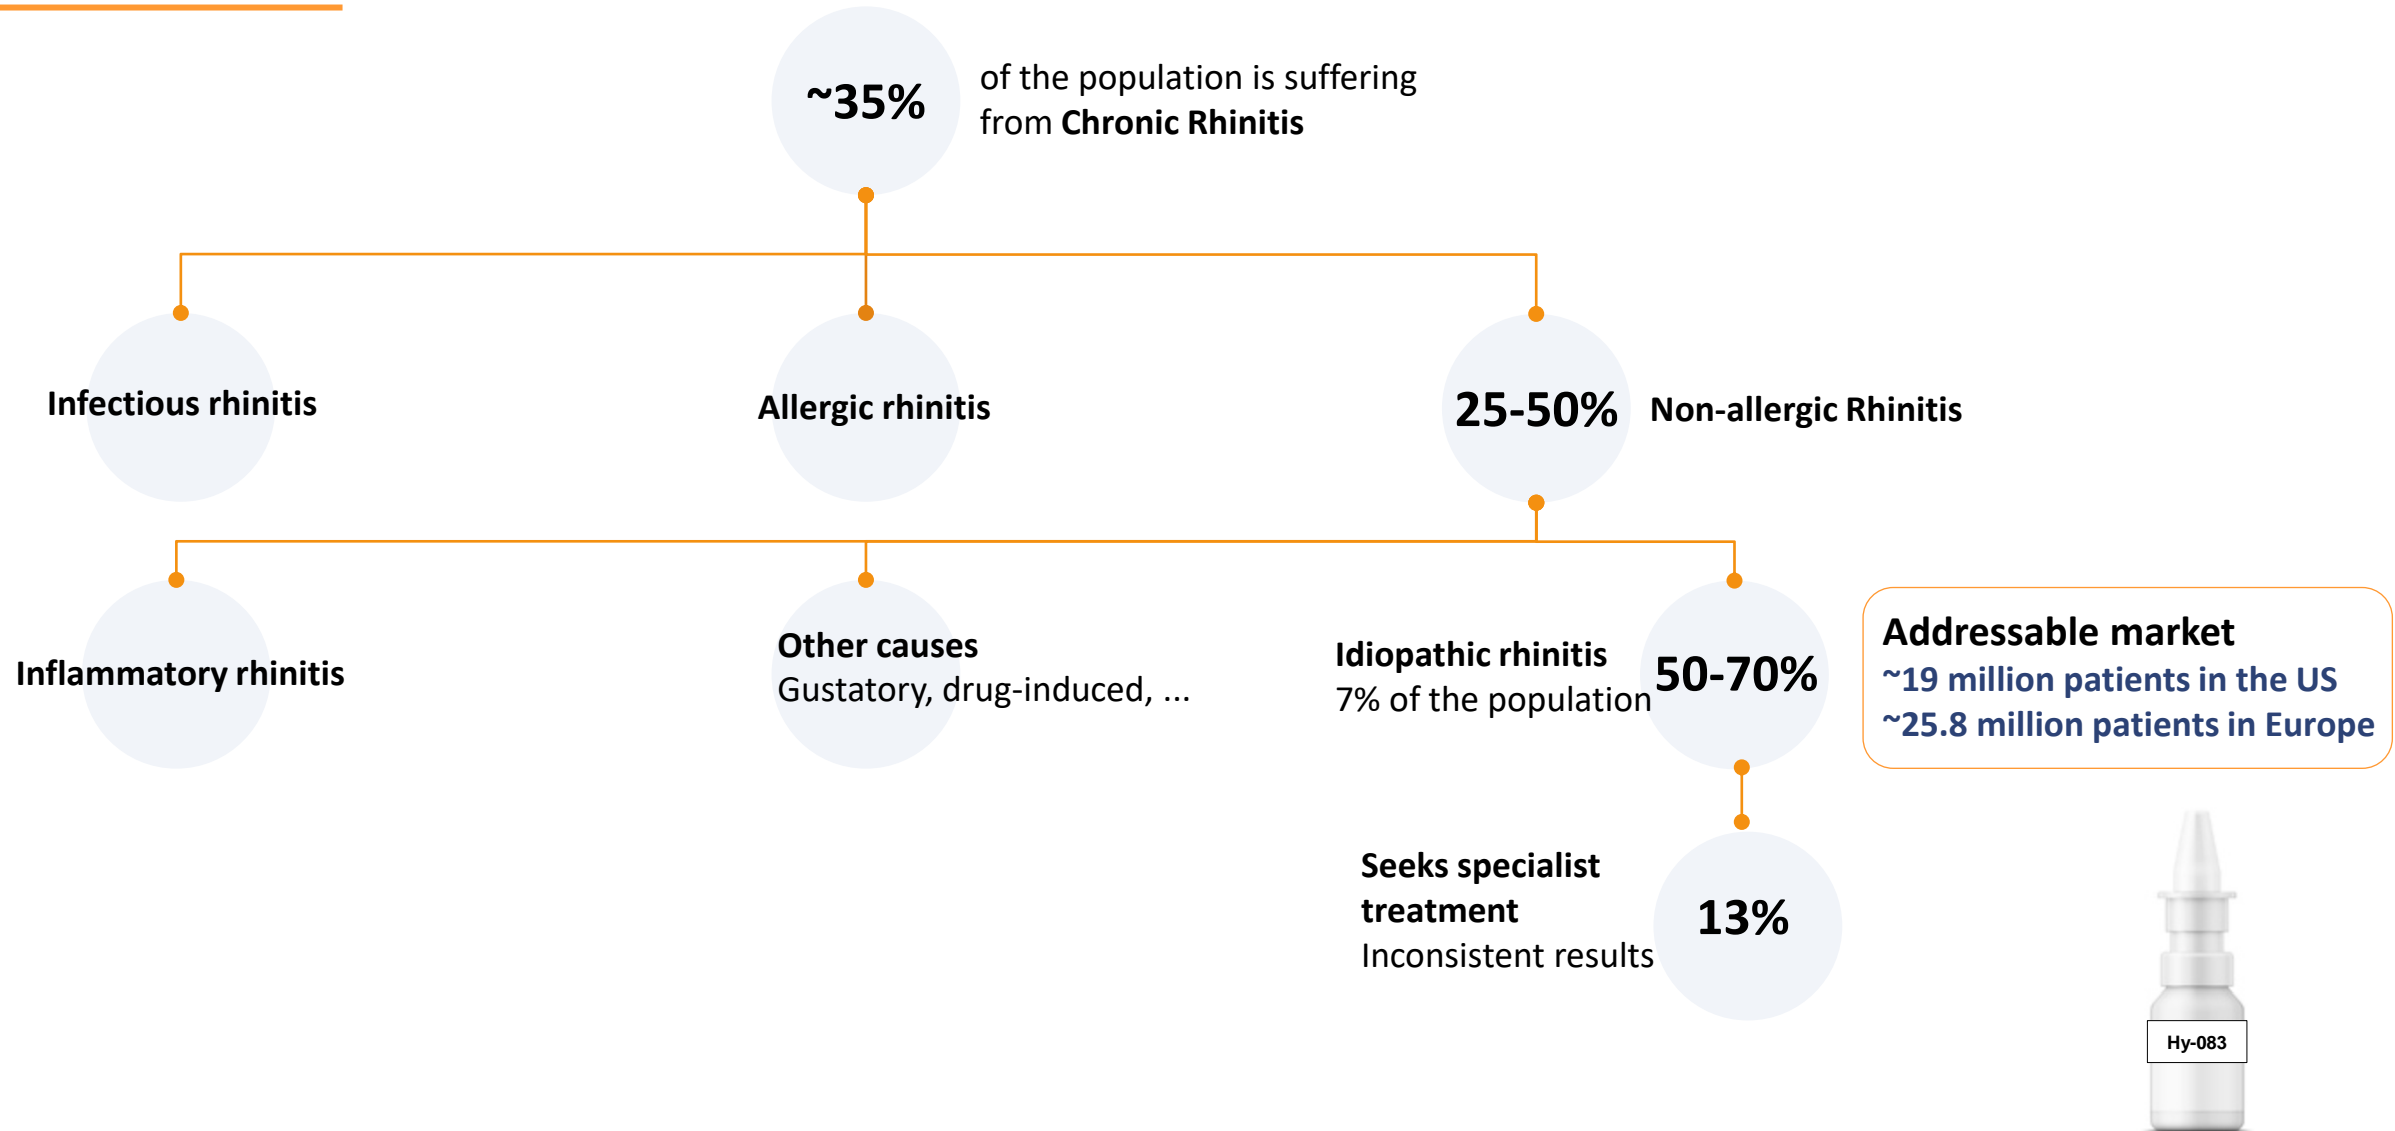 ~35%
of the population is suffering
from Chronic Rhinitis
Infectious rhinitis
Allergic rhinitis
25-50%
Non-allergic Rhinitis
Inflammatory rhinitis
Other causes
Gustatory, drug-induced, ...
Idiopathic rhinitis
7% of the population
50-70%
Addressable market
~19 million patients in the US
~25.8 million patients in Europe
Seeks specialist
treatment
Inconsistent results
13%
Hy-083